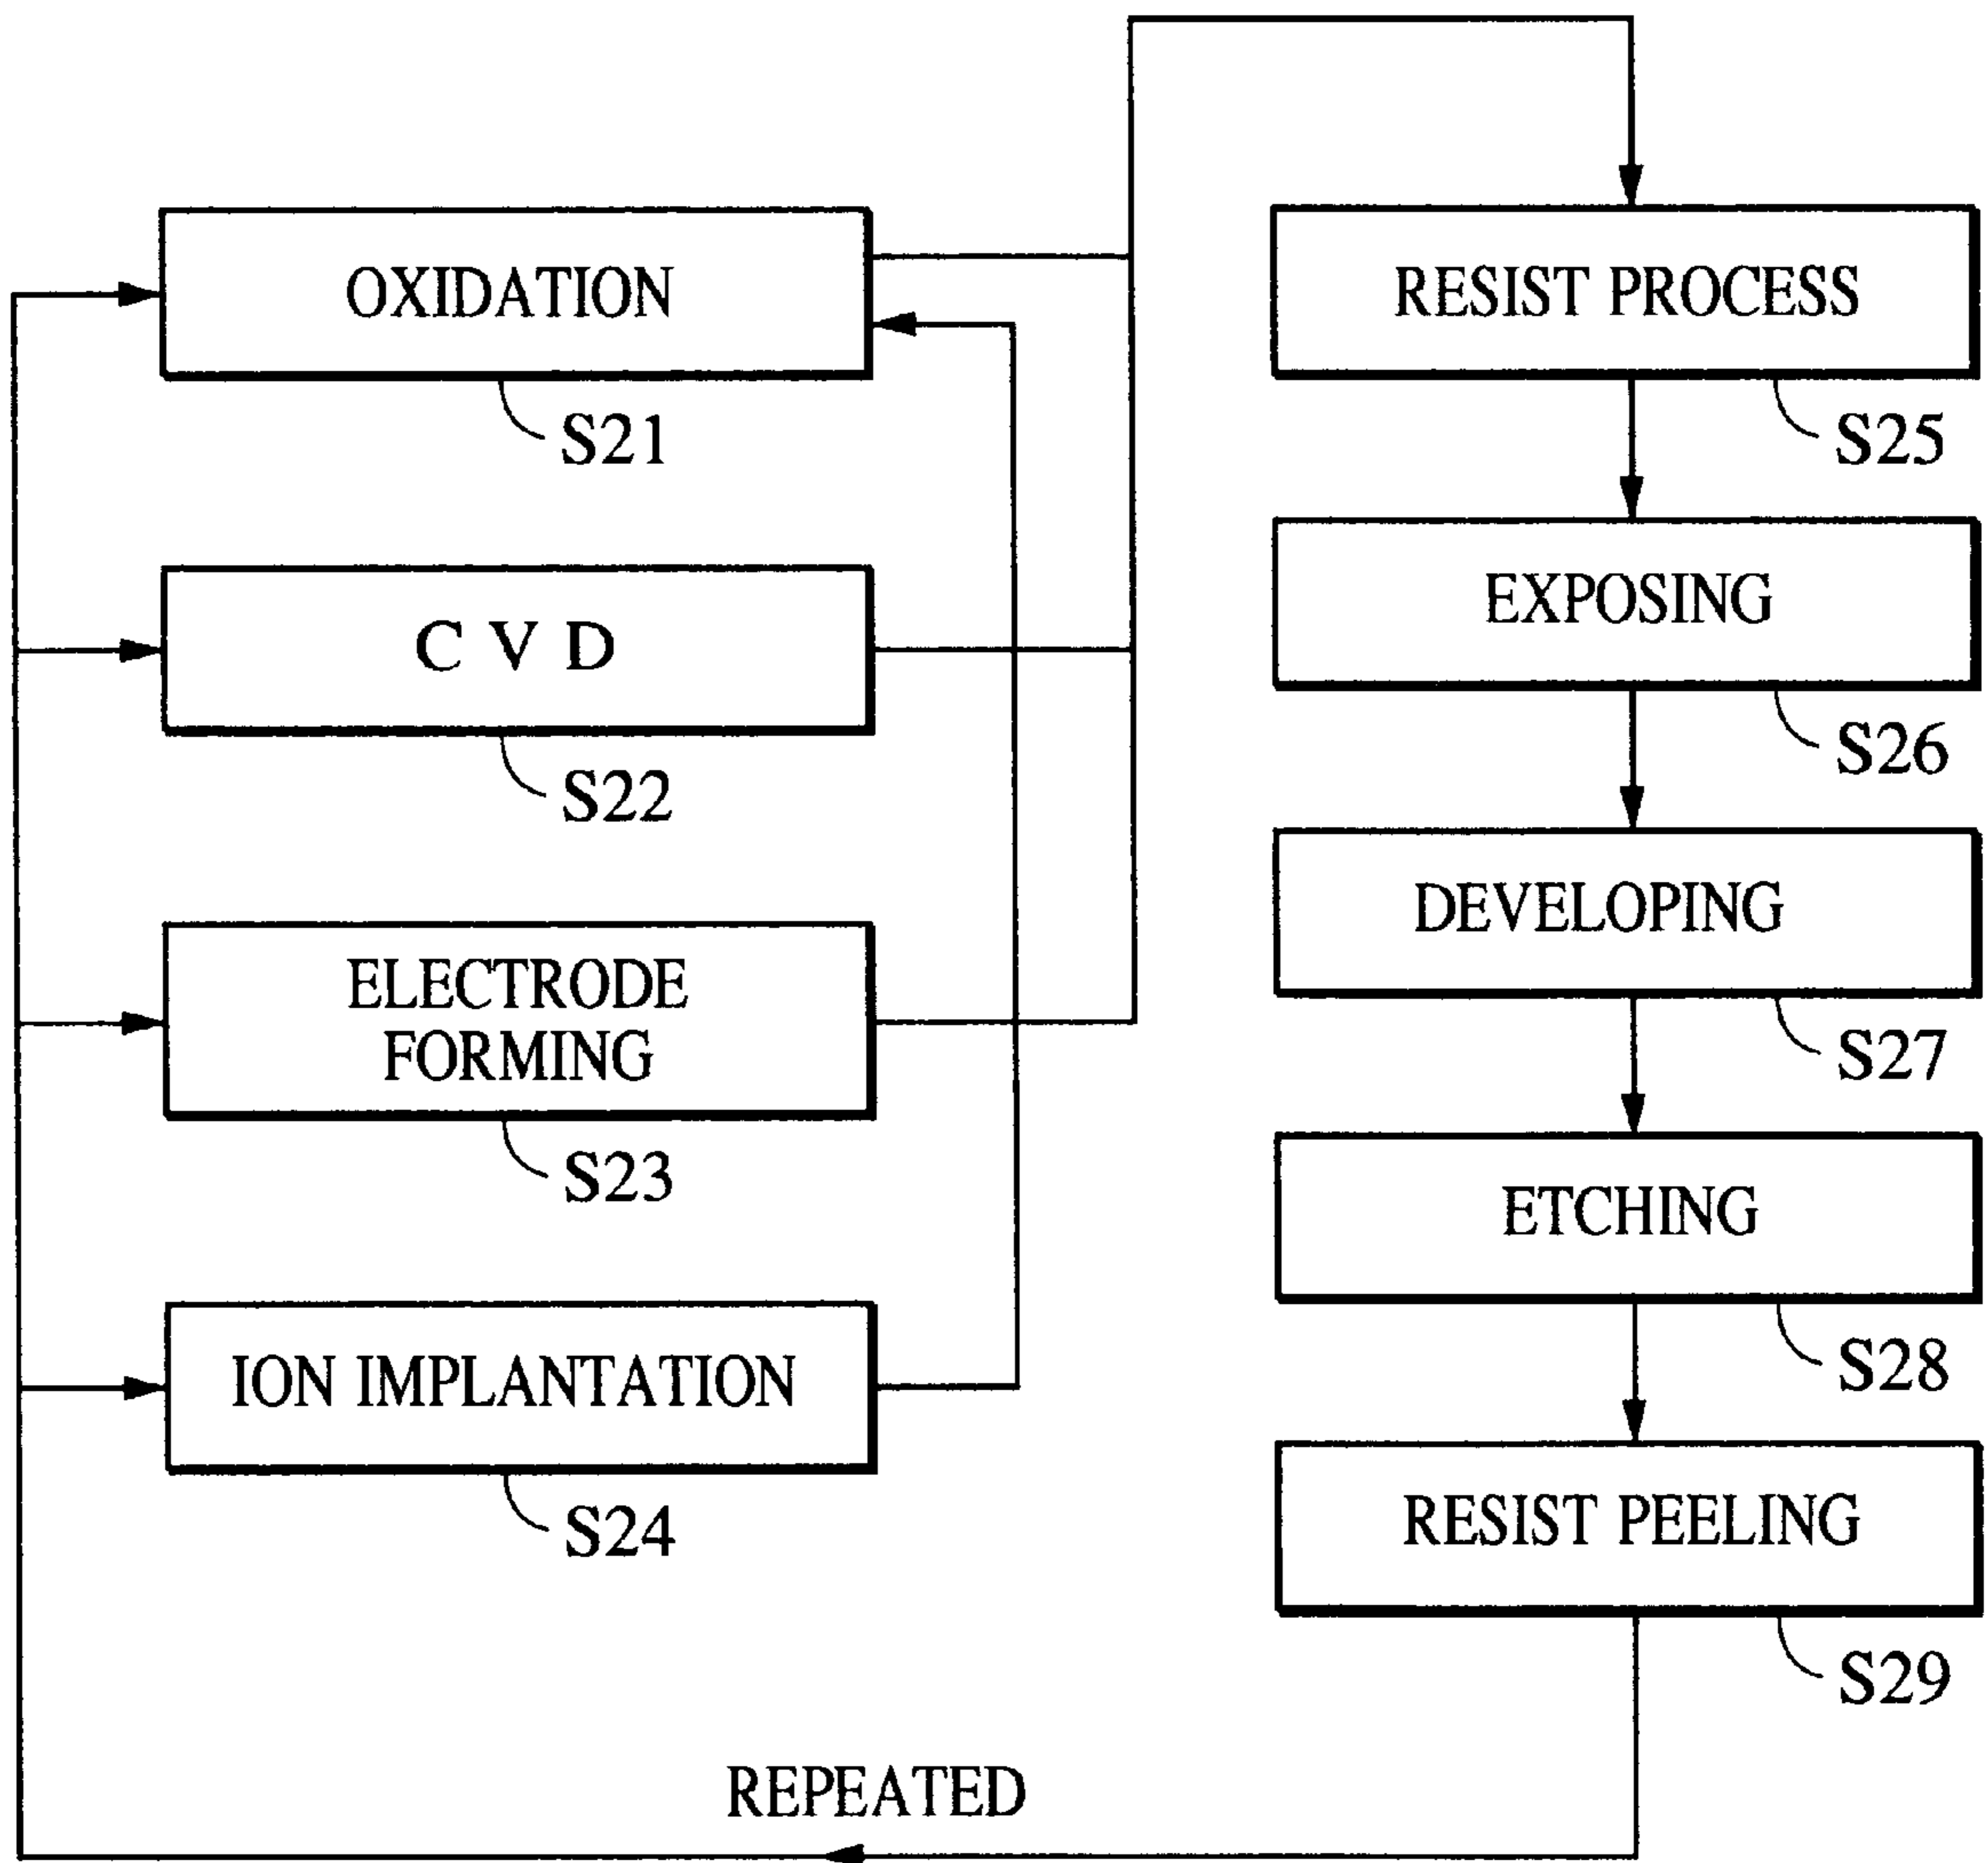 OXIDATION
S21
C V D
S22
ELECTRODE
FORMING
S23
ION IMPLANTATION
S24
RESIST PROCESS
S25
EXPOSING
S26
DEVELOPING
S27
ETCHING
S28
RESIST PEELING
S29
REPEATED